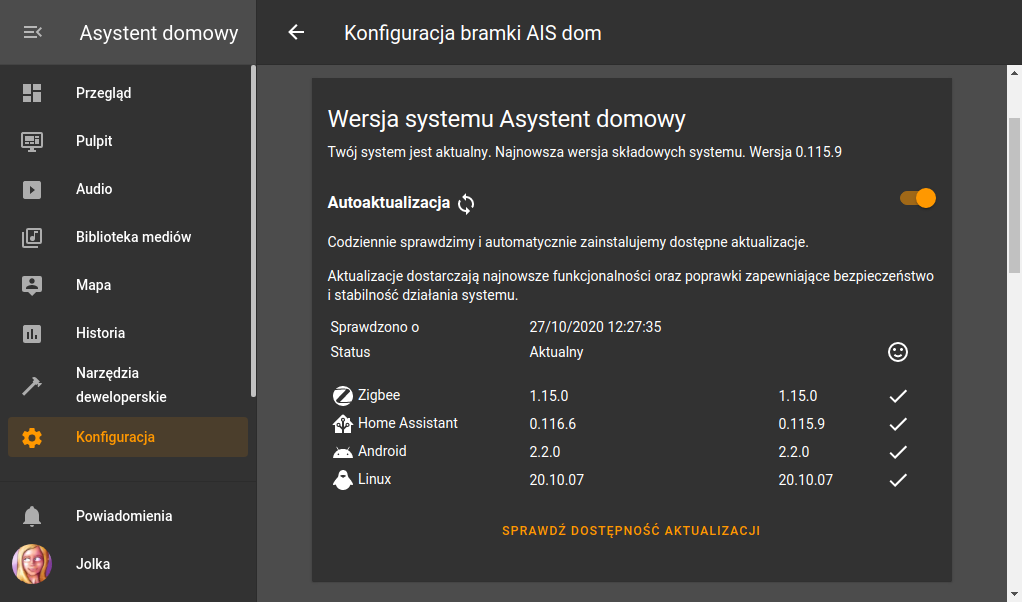 Asystent domowy
Konfiguracja bramki AIS dom
Przegląd
Pulpit
Audio
Biblioteka mediów
Mapa
Historia
Narzędzia
deweloperskie
Konfiguracja
Powiadomienia
Jolka
Wersja systemu Asystent domowy
Twój system jest aktualny. Najnowsza wersja składowych systemu. Wersja 0.115.9
Autoaktualizacja
Codziennie sprawdzimy i automatycznie zainstalujemy dostępne aktualizacje.
Aktualizacje dostarczają najnowsze funkcjonalności oraz poprawki zapewniające bezpieczeństwo
i stabilność działania systemu.
Sprawdzono o 27/10/2020 12:27:35
Status Aktualny
Zigbee 1.15.0 1.15.0
Home Assistant 0.116.6 0.115.9
Android 2.2.0 2.2.0
Linux 20.10.07 20.10.07
SPRAWDŹ DOSTĘPNOŚĆ AKTUALIZACJI